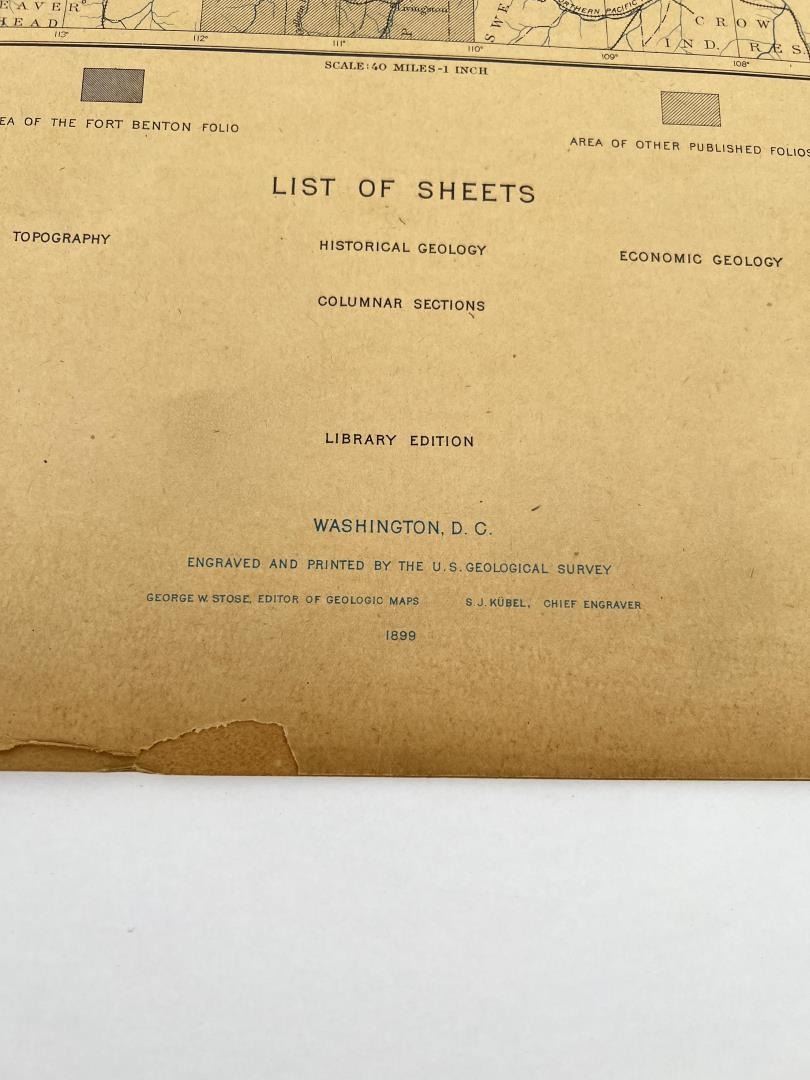 EAVER
HEAD
Livingston
NORTHERN PACIFIC
CROW
IND. RES.
113° 112° 111° 110° 109° 108°
SCALE: 40 MILES-1 INCH
EA OF THE FORT BENTON FOLIO
AREA OF OTHER PUBLISHED FOLIOS
LIST OF SHEETS
TOPOGRAPHY
HISTORICAL GEOLOGY
ECONOMIC GEOLOGY
COLUMNAR SECTIONS
LIBRARY EDITION
WASHINGTON, D. C.
ENGRAVED AND PRINTED BY THE U.S. GEOLOGICAL SURVEY
GEORGE W. STOSE, EDITOR OF GEOLOGIC MAPS S. J. KÜBEL, CHIEF ENGRAVER
1899